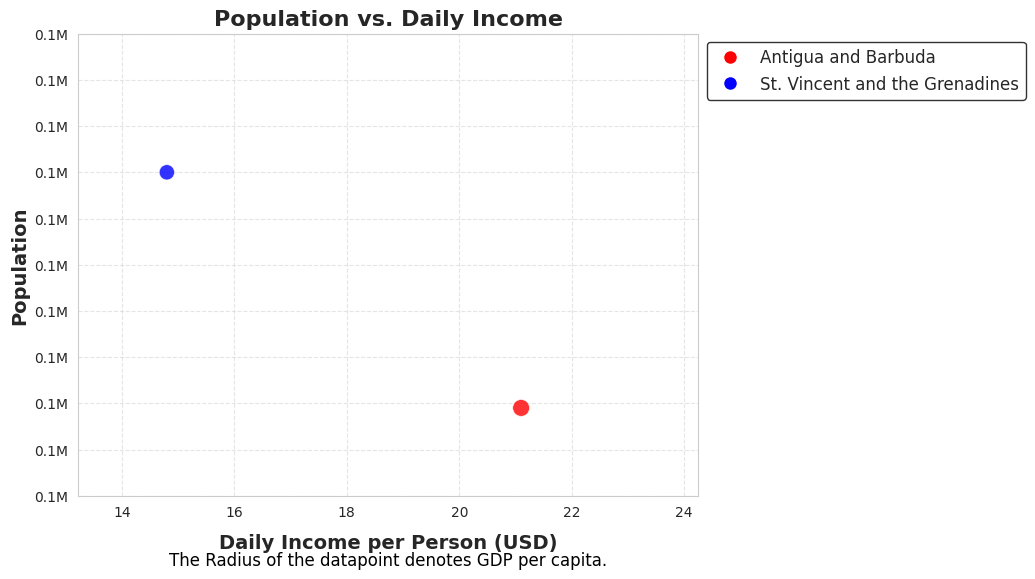 Population vs. Daily Income
0.1M
0.1M
0.1M
0.1M
0.1M
0.1M
0.1M
0.1M
0.1M
0.1M
0.1M
Population
14 16 18 20 22 24
Daily Income per Person (USD)
The Radius of the datapoint denotes GDP per capita.
Antigua and Barbuda
St. Vincent and the Grenadines